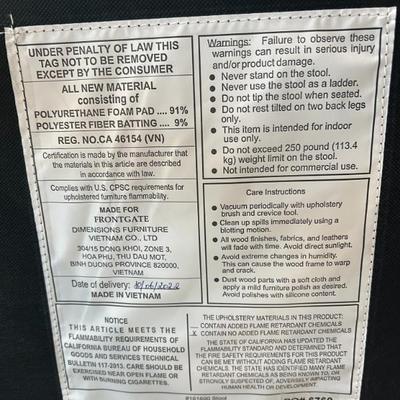 UNDER PENALTY OF LAW THIS
TAG NOT TO BE REMOVED
EXCEPT BY THE CONSUMER
ALL NEW MATERIAL
consisting of
POLYURETHANE FOAM PAD .... 91%
POLYESTER FIBER BATTING .... 9%
REG. NO.CA 46154 (VN)
Certification is made by the manufacturer that
the materials in this article are described
in accordance with law.
Complies with U.S. CPSC requirements for
upholstered furniture flammability.
MADE FOR
FRONTGATE
DIMENSIONS FURNITURE
VIETNAM CO., LTD
304/15 DONG KHOI, ZONE 3,
HOA PHU, THU DAU MOT,
BINH DUONG PROVINCE 820000,
VIETNAM
Date of delivery:
MADE IN VIETNAM
NOTICE
THIS ARTICLE MEETS THE
FLAMMABILITY REQUIREMENTS OF
CALIFORNIA BUREAU OF HOUSEHOLD
GOODS AND SERVICES TECHNICAL
BULLETIN 117-2013. CARE SHOULD BE
EXERCISED NEAR OPEN FLAME OR
WITH BURNING CIGARETTES.
Warnings: Failure to observe these
warnings can result in serious injury
and/or product damage.
● Never stand on the stool.
● Never use the stool as a ladder.
● Do not tip the stool when seated.
● Do not rest tilted on two back legs
only.
● This item is intended for indoor
use only.
● Do not exceed 250 pound (113.4
kg) weight limit on the stool.
● Not intended for commercial use.
Care Instructions
● Vacuum periodically with upholstery
brush and crevice tool.
● Clean up spills immediately using a
blotting motion.
● All wood finishes, fabrics, and leathers
will fade with time. Avoid direct sunlight.
● Avoid extreme changes in humidity.
This can cause the wood frame to warp
and crack.
● Dust wood parts with a soft cloth and
apply a mild furniture polish as desired.
Avoid polishes with silicone content.
THE UPHOLSTERY MATERIALS IN THIS PRODUCT:
CONTAIN ADDED FLAME RETARDANT CHEMICALS
X CONTAIN NO ADDED FLAME RETARDANT CHEMICALS
THE STATE OF CALIFORNIA HAS UPDATED THE
FLAMMABILITY STANDARD AND DETERMINED THAT
THE FIRE SAFETY REQUIREMENTS FOR THIS PRODUCT
CAN BE MET WITHOUT ADDING FLAME RETARDANT
CHEMICALS. THE STATE HAS IDENTIFIED MANY FLAME
RETARDANT CHEMICALS AS BEING KNOWN TO, OR
STRONGLY SUSPECTED OF, ADVERSELY IMPACTING
HUMAN HEALTH OR DEVELOPMENT.